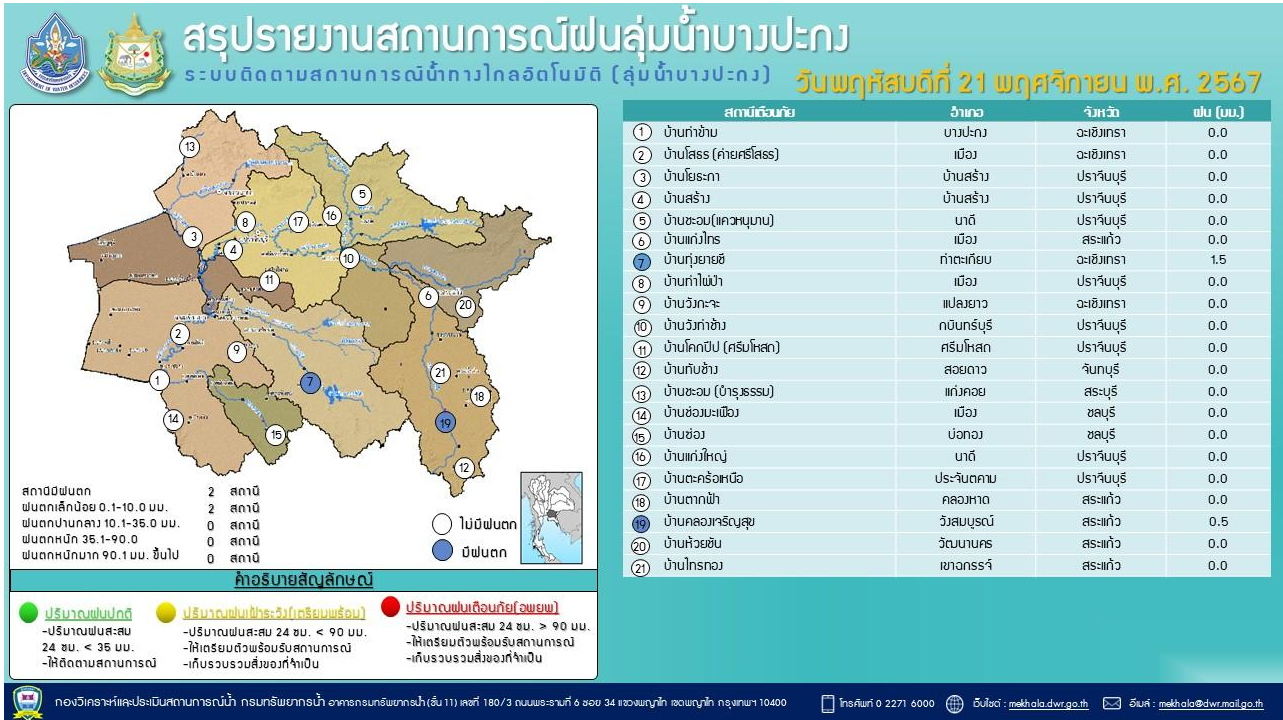 สรุปรายงานสถานการณ์ฝนลุ่มน้ำบางปะกง
ระบบติดตามสถานการณ์น้ำทางไกลอัตโนมัติ (ลุ่มน้ำบางปะกง)
วันพฤหัสบดีที่ 21 พฤศจิกายน พ.ศ. 2567
สถานีเตือนภัย อำเภอ จังหวัด ฝน (มม.)
1 บ้านท่าข้าม บางปะกง ฉะเชิงเทรา 0.0
2 บ้านโสธร (ค่ายศรีโสธร) เมือง ฉะเชิงเทรา 0.0
3 บ้านโยธะกา บ้านสร้าง ปราจีนบุรี 0.0
4 บ้านสร้าง บ้านสร้าง ปราจีนบุรี 0.0
5 บ้านชะอม(แควหนุมาน) นาดี ปราจีนบุรี 0.0
6 บ้านแก่งไทร เมือง สระแก้ว 0.0
7 บ้านทุ่งยายชี ท่าตะเกียบ ฉะเชิงเทรา 1.5
8 บ้านท่าไผ่ป่า เมือง ปราจีนบุรี 0.0
9 บ้านวังกะจะ แปลงยาว ฉะเชิงเทรา 0.0
10 บ้านวังท่าช้าง กบินทร์บุรี ปราจีนบุรี 0.0
11 บ้านโคกปีป (ศรีมโหสถ) ศรีมโหสถ ปราจีนบุรี 0.0
12 บ้านทับช้าง สอยดาว จันทบุรี 0.0
13 บ้านชะอม (บำรุงธรรม) แก่งคอย สระบุรี 0.0
14 บ้านช่องมะเฟือง เมือง ชลบุรี 0.0
15 บ้านซ่อง บ่อทอง ชลบุรี 0.0
16 บ้านแก่งใหญ่ นาดี ปราจีนบุรี 0.0
17 บ้านตะคร้อเหนือ ประจันตคาม ปราจีนบุรี 0.0
18 บ้านตากฟ้า คลองหาด สระแก้ว 0.0
19 บ้านคลองเจริญสุข วังสมบูรณ์ สระแก้ว 0.5
20 บ้านห้วยชัน วัฒนานคร สระแก้ว 0.0
21 บ้านไทรทอง เขาฉกรรจ์ สระแก้ว 0.0
13
5
16
8
17
3
4
10
11
6
20
2
9
21
1
7
18
14
19
15
12
สถานีมีฝนตก 2 สถานี
ฝนตกเล็กน้อย 0.1-10.0 มม. 2 สถานี
ฝนตกปานกลาง 10.1-35.0 มม. 0 สถานี
ฝนตกหนัก 35.1-90.0 0 สถานี
ฝนตกหนักมาก 90.1 มม. ขึ้นไป 0 สถานี
ไม่มีฝนตก
มีฝนตก
คำอธิบายสัญลักษณ์
ปริมาณฝนปกติ
-ปริมาณฝนสะสม
24 ชม. < 35 มม.
-ให้ติดตามสถานการณ์
ปริมาณฝนเฝ้าระวัง(เตรียมพร้อม)
-ปริมาณฝนสะสม 24 ชม. < 90 มม.
-ให้เตรียมตัวพร้อมรับสถานการณ์
-เก็บรวบรวมสิ่งของที่จำเป็น
ปริมาณฝนเตือนภัย(อพยพ)
-ปริมาณฝนสะสม 24 ชม. > 90 มม.
-ให้เตรียมตัวพร้อมรับสถานการณ์
-เก็บรวบรวมสิ่งของที่จำเป็น
กองวิเคราะห์และประเมินสถานการณ์น้ำ กรมทรัพยากรน้ำ อาคารกรมทรัพยากรน้ำ (ชั้น 11) เลขที่ 180/3 ถนนพระรามที่ 6 ซอย 34 แขวงพญาไท เขตพญาไท กรุงเทพฯ 10400 โทรศัพท์ 0 2271 6000 เว็บไซต์ : mekhala.dwr.go.th อีเมล์ : mekhala@dwr.mail.go.th